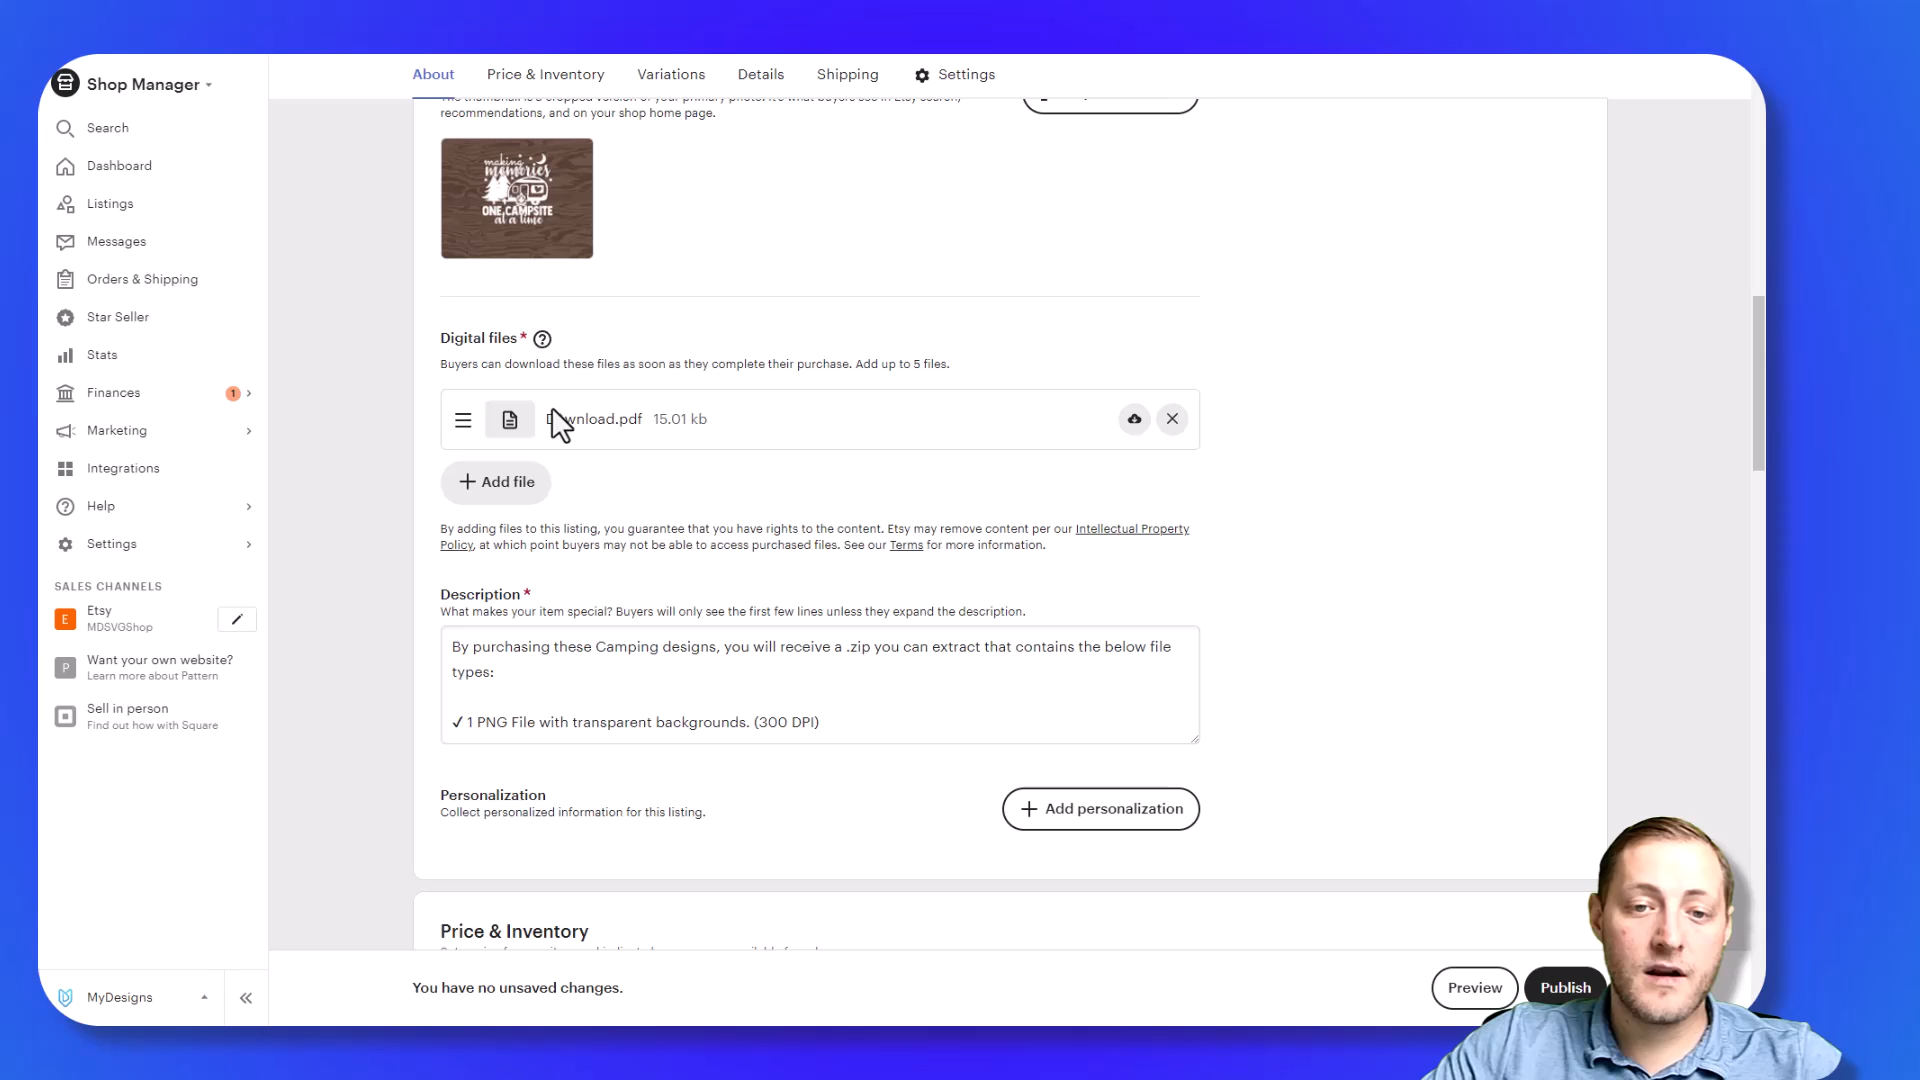 Shop Manager
Search
Dashboard
Listings
Messages
Orders & Shipping
Star Seller
Stats
Finances 1
Marketing
Integrations
Help
Settings
SALES CHANNELS
E Etsy
MDSVGShop
P Want your own website?
Learn more about Pattern
Sell in person
Find out how with Square
MyDesigns
About Price & Inventory Variations Details Shipping Settings
recommendations, and on your shop home page.
making
memories
ONE CAMPSITE
at a time
Digital files * ?
Buyers can download these files as soon as they complete their purchase. Add up to 5 files.
Download.pdf 15.01 kb
+ Add file
By adding files to this listing, you guarantee that you have rights to the content. Etsy may remove content per our Intellectual Property
Policy, at which point buyers may not be able to access purchased files. See our Terms for more information.
Description *
What makes your item special? Buyers will only see the first few lines unless they expand the description.
By purchasing these Camping designs, you will receive a .zip you can extract that contains the below file
types:
✓ 1 PNG File with transparent backgrounds. (300 DPI)
Personalization
Collect personalized information for this listing.
+ Add personalization
Price & Inventory
You have no unsaved changes.
Preview Publish